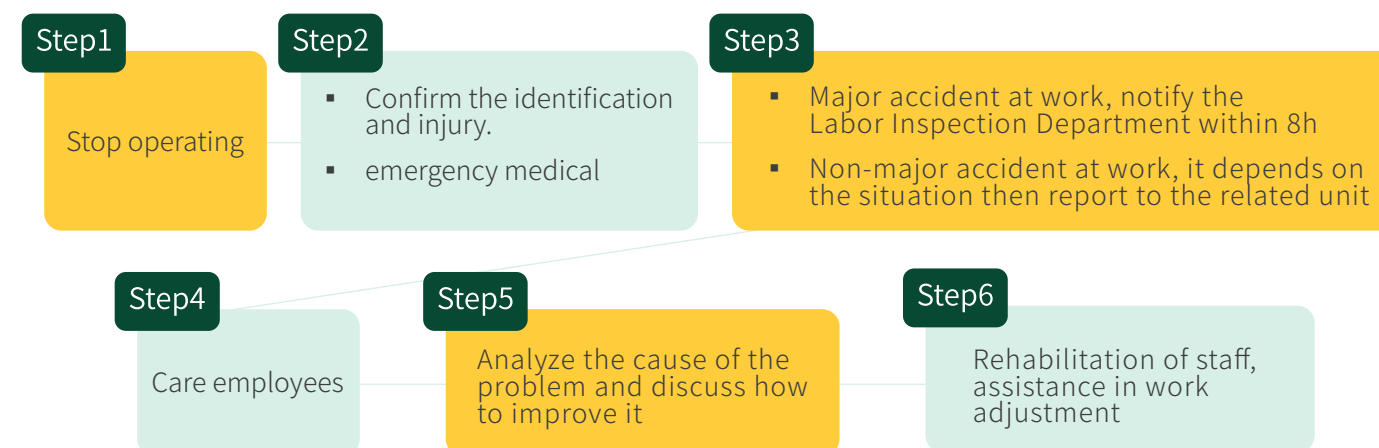 Step1
Stop operating
Step2
▪ Confirm the identification
and injury.
▪ emergency medical
Step3
▪ Major accident at work, notify the
Labor Inspection Department within 8h
▪ Non-major accident at work, it depends on
the situation then report to the related unit
Step4
Care employees
Step5
Analyze the cause of the
problem and discuss how
to improve it
Step6
Rehabilitation of staff,
assistance in work
adjustment